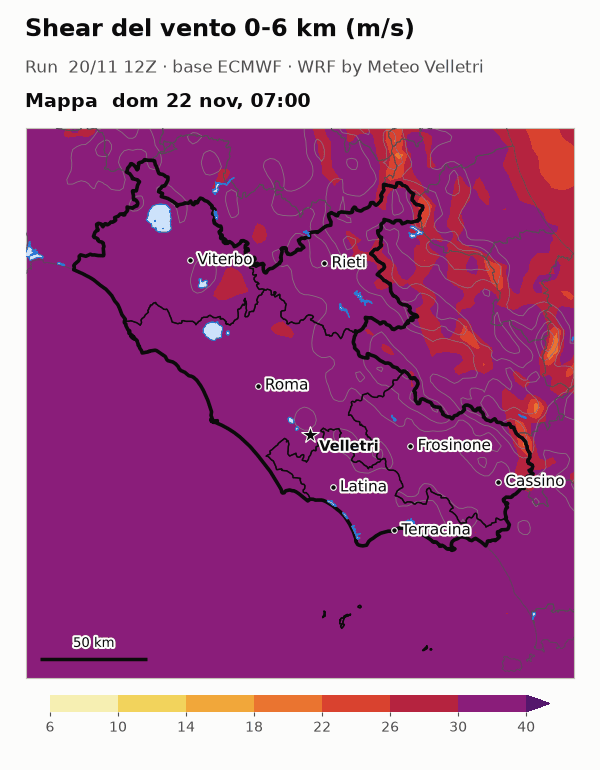 Shear del vento 0-6 km (m/s)
Run  20/11 12Z · base ECMWF · WRF by Meteo Velletri
Mappa  dom 22 nov, 07:00
Viterbo
Rieti
Roma
Velletri
Frosinone
Latina
Cassino
Terracina
50 km
6 10 14 18 22 26 30 40